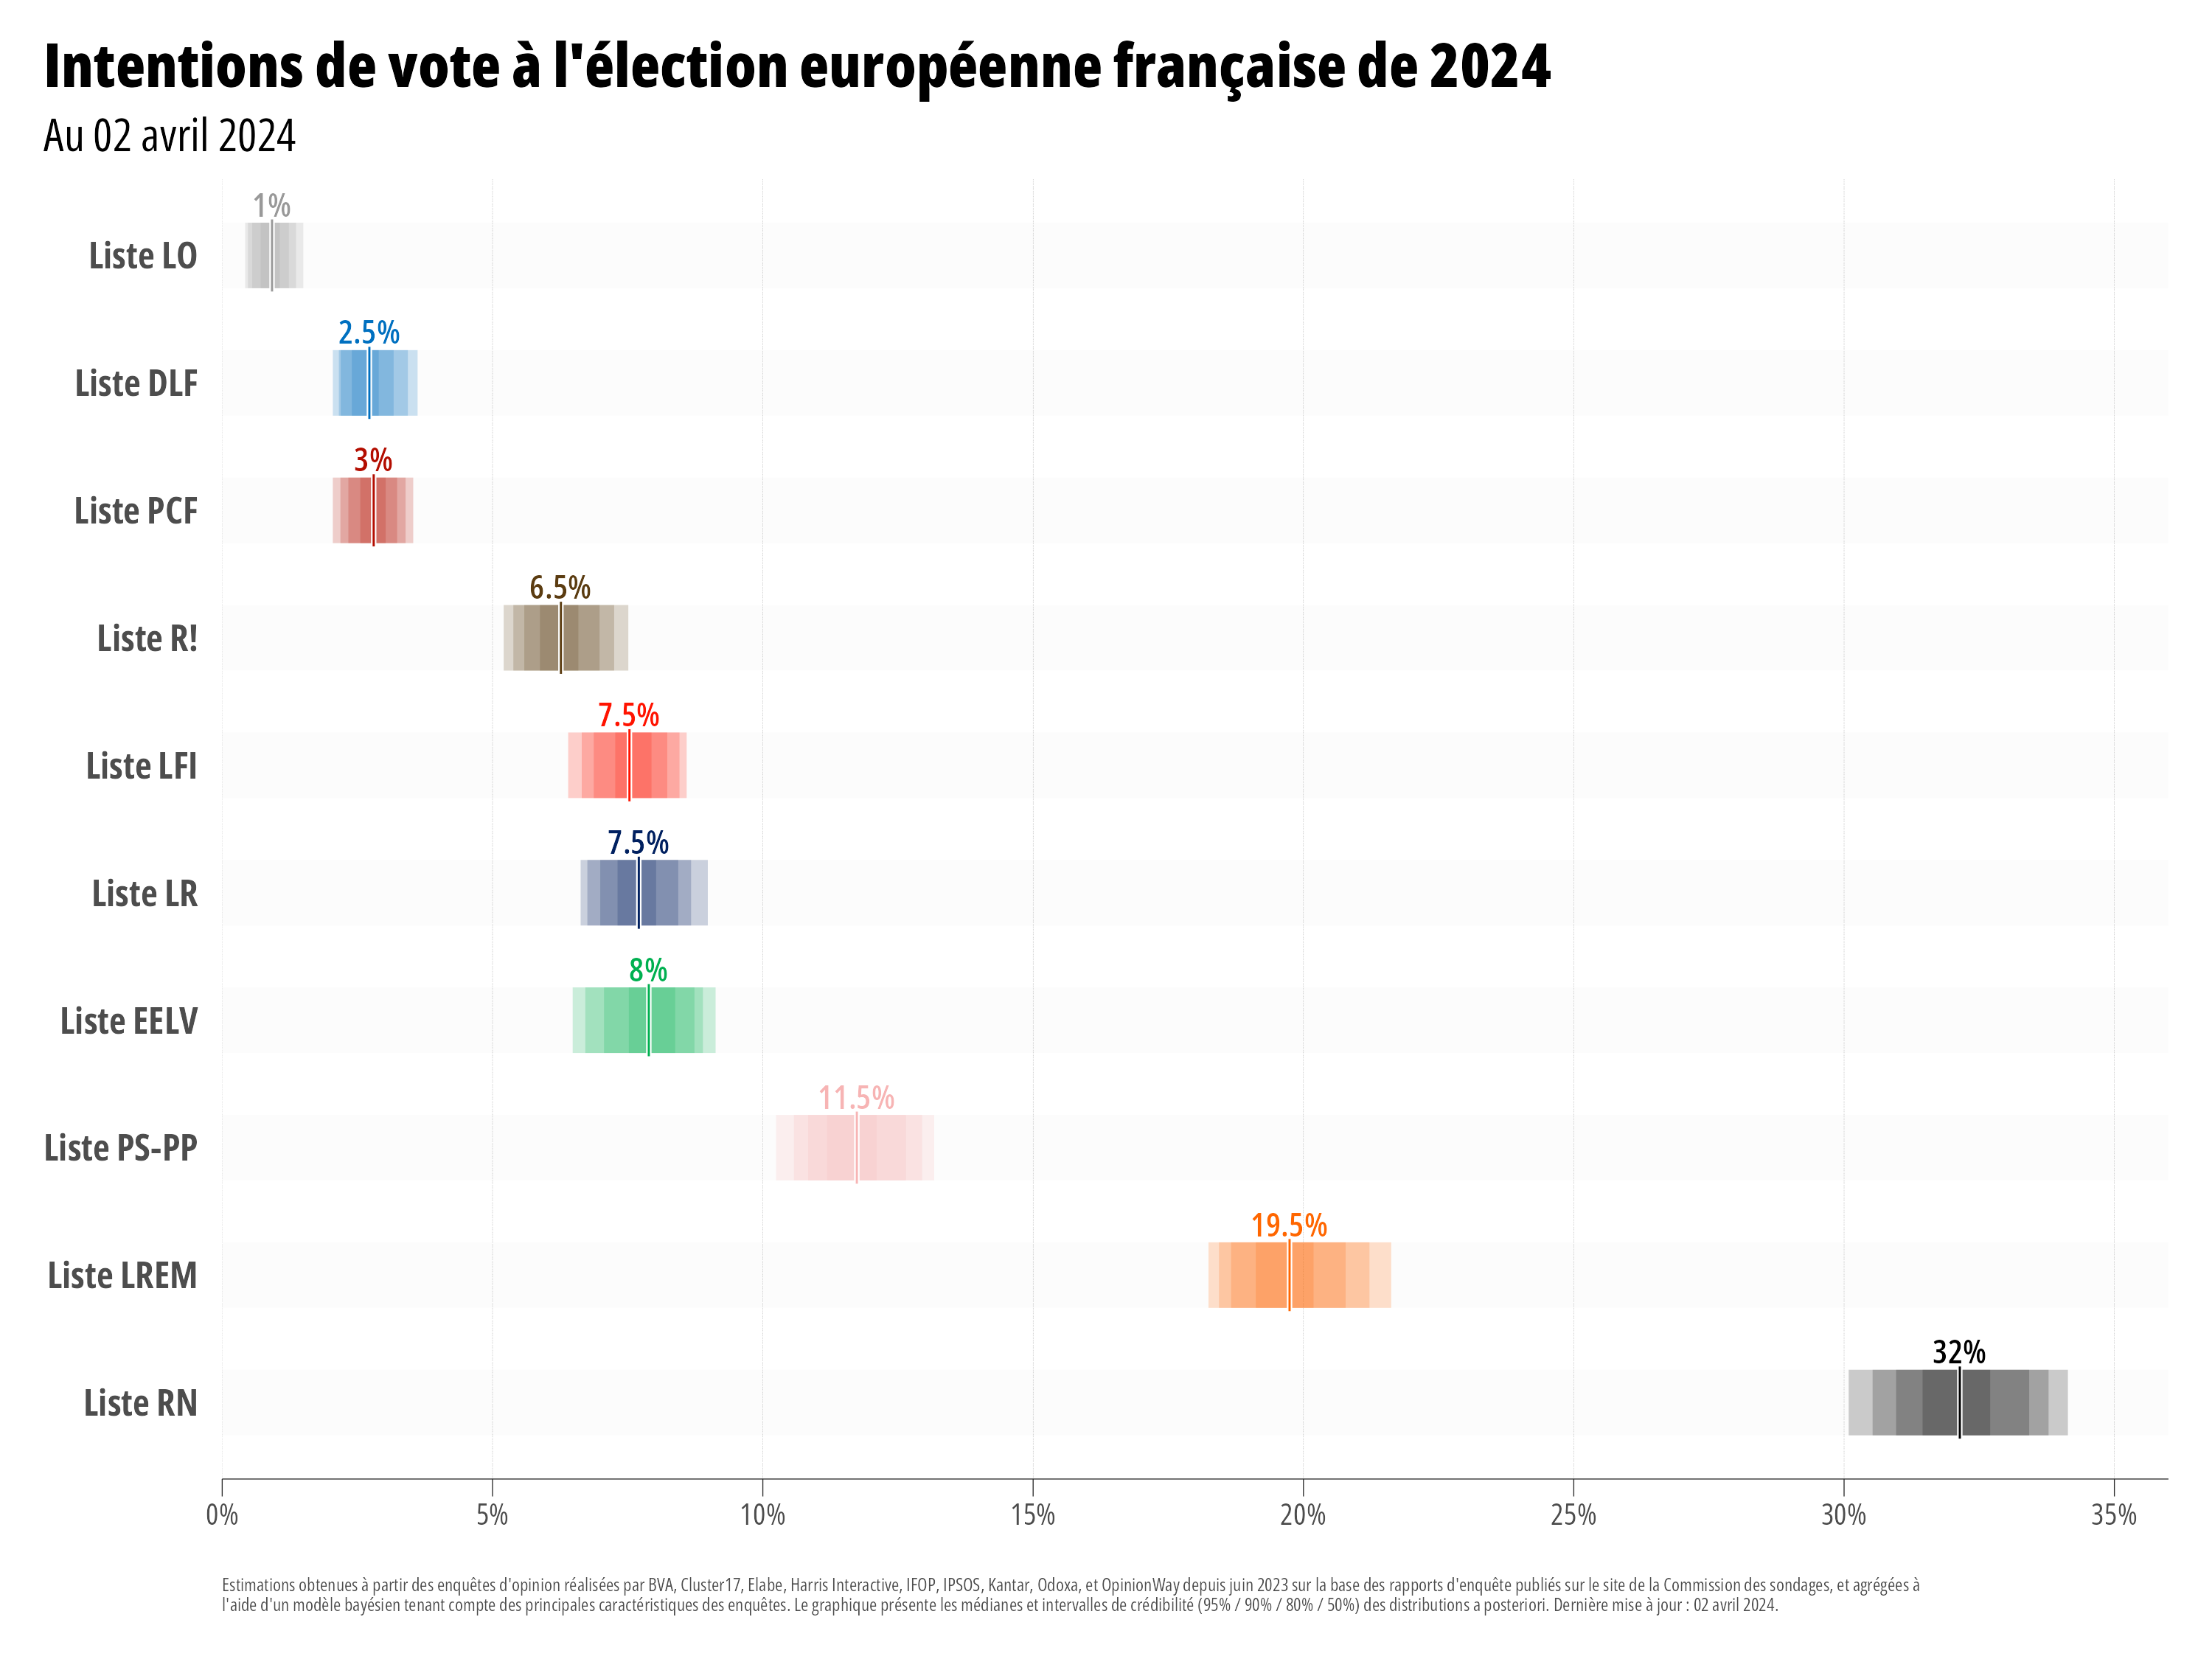 Intentions de vote à l'élection européenne française de 2024
Au 02 avril 2024
1%
Liste LO
2.5%
Liste DLF
3%
Liste PCF
6.5%
Liste R!
7.5%
Liste LFI
7.5%
Liste LR
8%
Liste EELV
11.5%
Liste PS-PP
19.5%
Liste LREM
32%
Liste RN
0% 5% 10% 15% 20% 25% 30% 35%
Estimations obtenues à partir des enquêtes d'opinion réalisées par BVA, Cluster17, Elabe, Harris Interactive, IFOP, IPSOS, Kantar, Odoxa, et OpinionWay depuis juin 2023 sur la base des rapports d'enquête publiés sur le site de la Commission des sondages, et agrégées à
l'aide d'un modèle bayésien tenant compte des principales caractéristiques des enquêtes. Le graphique présente les médianes et intervalles de crédibilité (95% / 90% / 80% / 50%) des distributions a posteriori. Dernière mise à jour : 02 avril 2024.